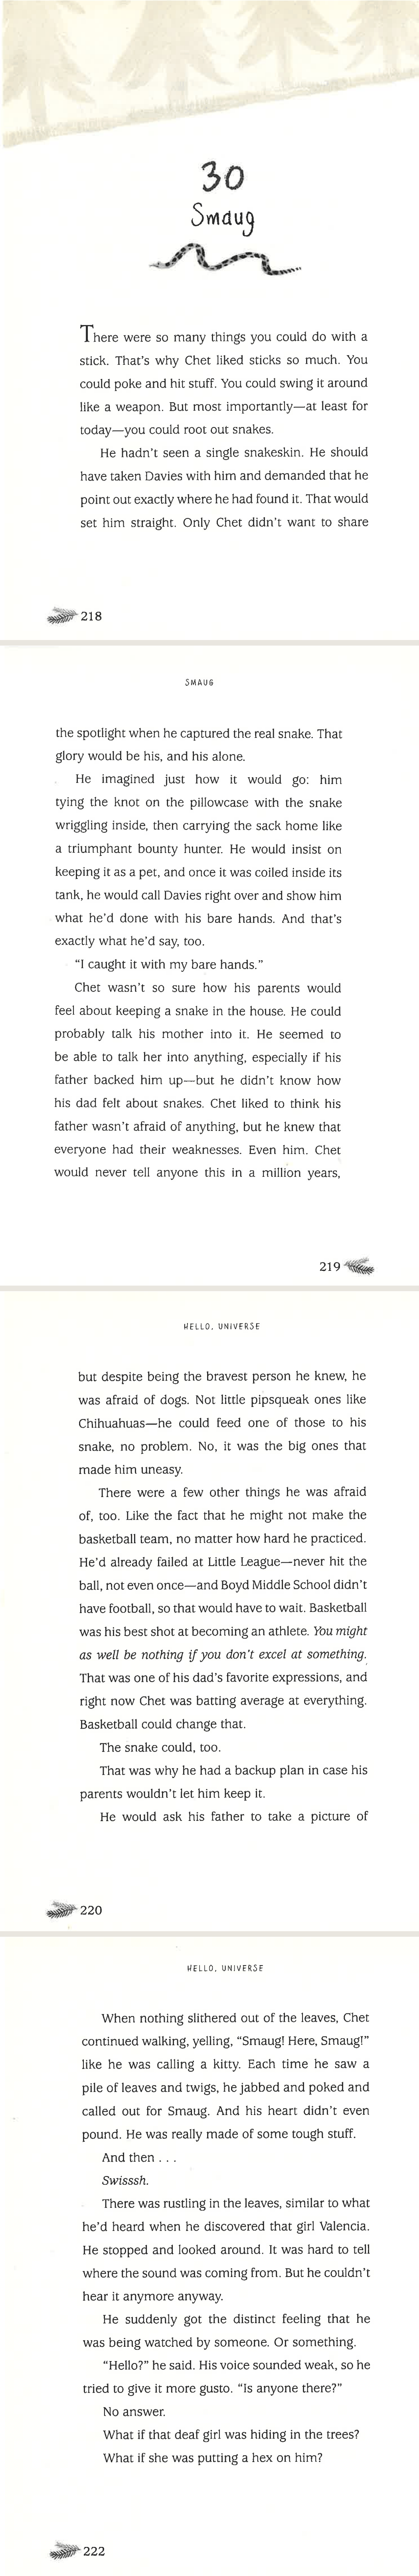 30
Smaug
There were so many things you could do with a
stick. That's why Chet liked sticks so much. You
could poke and hit stuff. You could swing it around
like a weapon. But most importantly—at least for
today—you could root out snakes.
He hadn't seen a single snakeskin. He should
have taken Davies with him and demanded that he
point out exactly where he had found it. That would
set him straight. Only Chet didn't want to share
218
SMAUG
the spotlight when he captured the real snake. That
glory would be his, and his alone.
He imagined just how it would go: him
tying the knot on the pillowcase with the snake
wriggling inside, then carrying the sack home like
a triumphant bounty hunter. He would insist on
keeping it as a pet, and once it was coiled inside its
tank, he would call Davies right over and show him
what he'd done with his bare hands. And that's
exactly what he'd say, too.
"I caught it with my bare hands."
Chet wasn't so sure how his parents would
feel about keeping a snake in the house. He could
probably talk his mother into it. He seemed to
be able to talk her into anything, especially if his
father backed him up—but he didn't know how
his dad felt about snakes. Chet liked to think his
father wasn't afraid of anything, but he knew that
everyone had their weaknesses. Even him. Chet
would never tell anyone this in a million years,
219
HELLO, UNIVERSE
but despite being the bravest person he knew, he
was afraid of dogs. Not little pipsqueak ones like
Chihuahuas—he could feed one of those to his
snake, no problem. No, it was the big ones that
made him uneasy.
There were a few other things he was afraid
of, too. Like the fact that he might not make the
basketball team, no matter how hard he practiced.
He'd already failed at Little League—never hit the
ball, not even once—and Boyd Middle School didn't
have football, so that would have to wait. Basketball
was his best shot at becoming an athlete. You might
as well be nothing if you don't excel at something.
That was one of his dad's favorite expressions, and
right now Chet was batting average at everything.
Basketball could change that.
The snake could, too.
That was why he had a backup plan in case his
parents wouldn't let him keep it.
He would ask his father to take a picture of
220
HELLO, UNIVERSE
When nothing slithered out of the leaves, Chet
continued walking, yelling, "Smaug! Here, Smaug!"
like he was calling a kitty. Each time he saw a
pile of leaves and twigs, he jabbed and poked and
called out for Smaug. And his heart didn't even
pound. He was really made of some tough stuff.
And then . . .
Swisssh.
There was rustling in the leaves, similar to what
he'd heard when he discovered that girl Valencia.
He stopped and looked around. It was hard to tell
where the sound was coming from. But he couldn't
hear it anymore anyway.
He suddenly got the distinct feeling that he
was being watched by someone. Or something.
"Hello?" he said. His voice sounded weak, so he
tried to give it more gusto. "Is anyone there?"
No answer.
What if that deaf girl was hiding in the trees?
What if she was putting a hex on him?
222